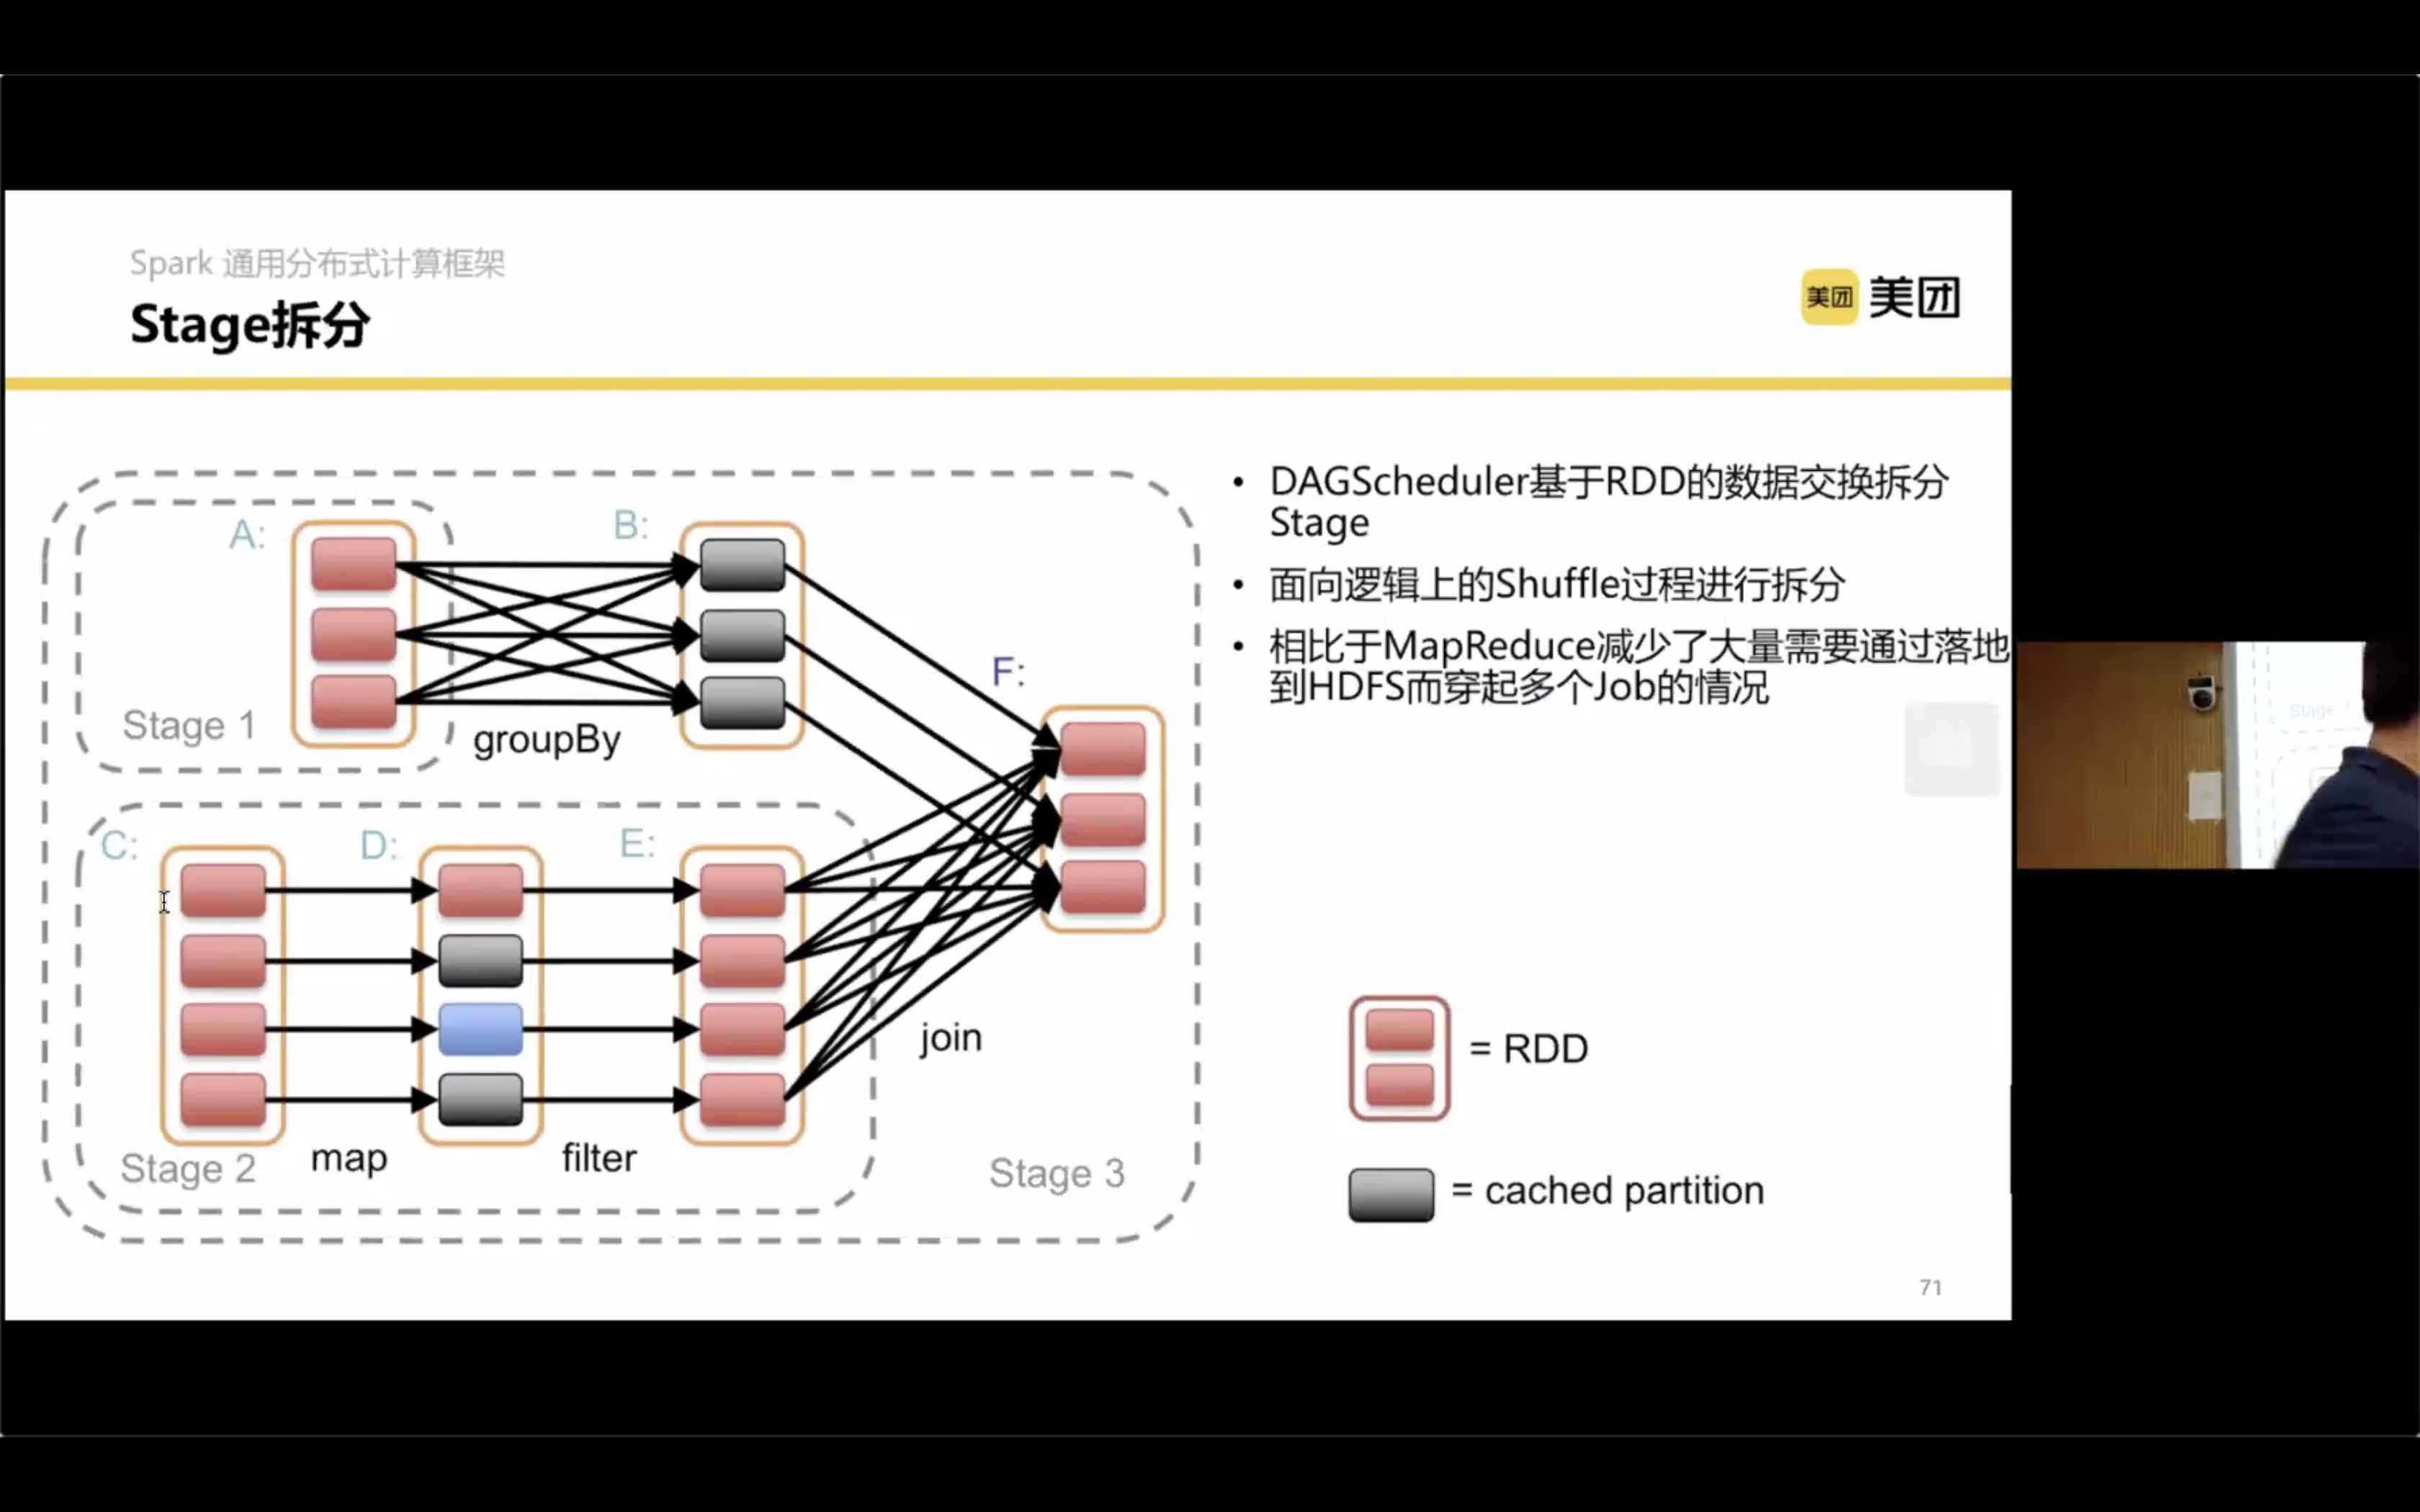 Spark 通用分布式计算框架
Stage拆分
美团 美团
• DAGScheduler基于RDD的数据交换拆分
Stage
• 面向逻辑上的Shuffle过程进行拆分
• 相比于MapReduce减少了大量需要通过落地
到HDFS而穿起多个Job的情况
A:
B:
Stage 1
groupBy
F:
C:
D:
E:
join
Stage 2
map
filter
Stage 3
= RDD
= cached partition
71
Stage